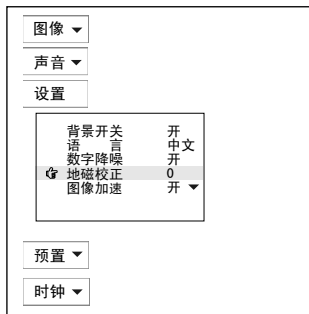 图像
声音
设置
背景开关 开
语 言 中文
数字降噪 开
地磁校正 0
图像加速 开
预置
时钟